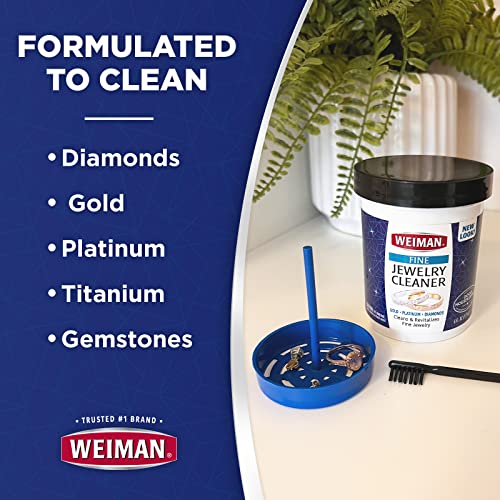 FORMULATED
TO CLEAN
• Diamonds
• Gold
• Platinum
• Titanium
• Gemstones
• TRUSTED #1 BRAND •
WEIMAN®
WEIMAN
NEW
LOOK!
FINE
JEWELRY
CLEANER
GOLD • PLATINUM • DIAMONDS
Cleans & Revitalizes
Fine Jewelry